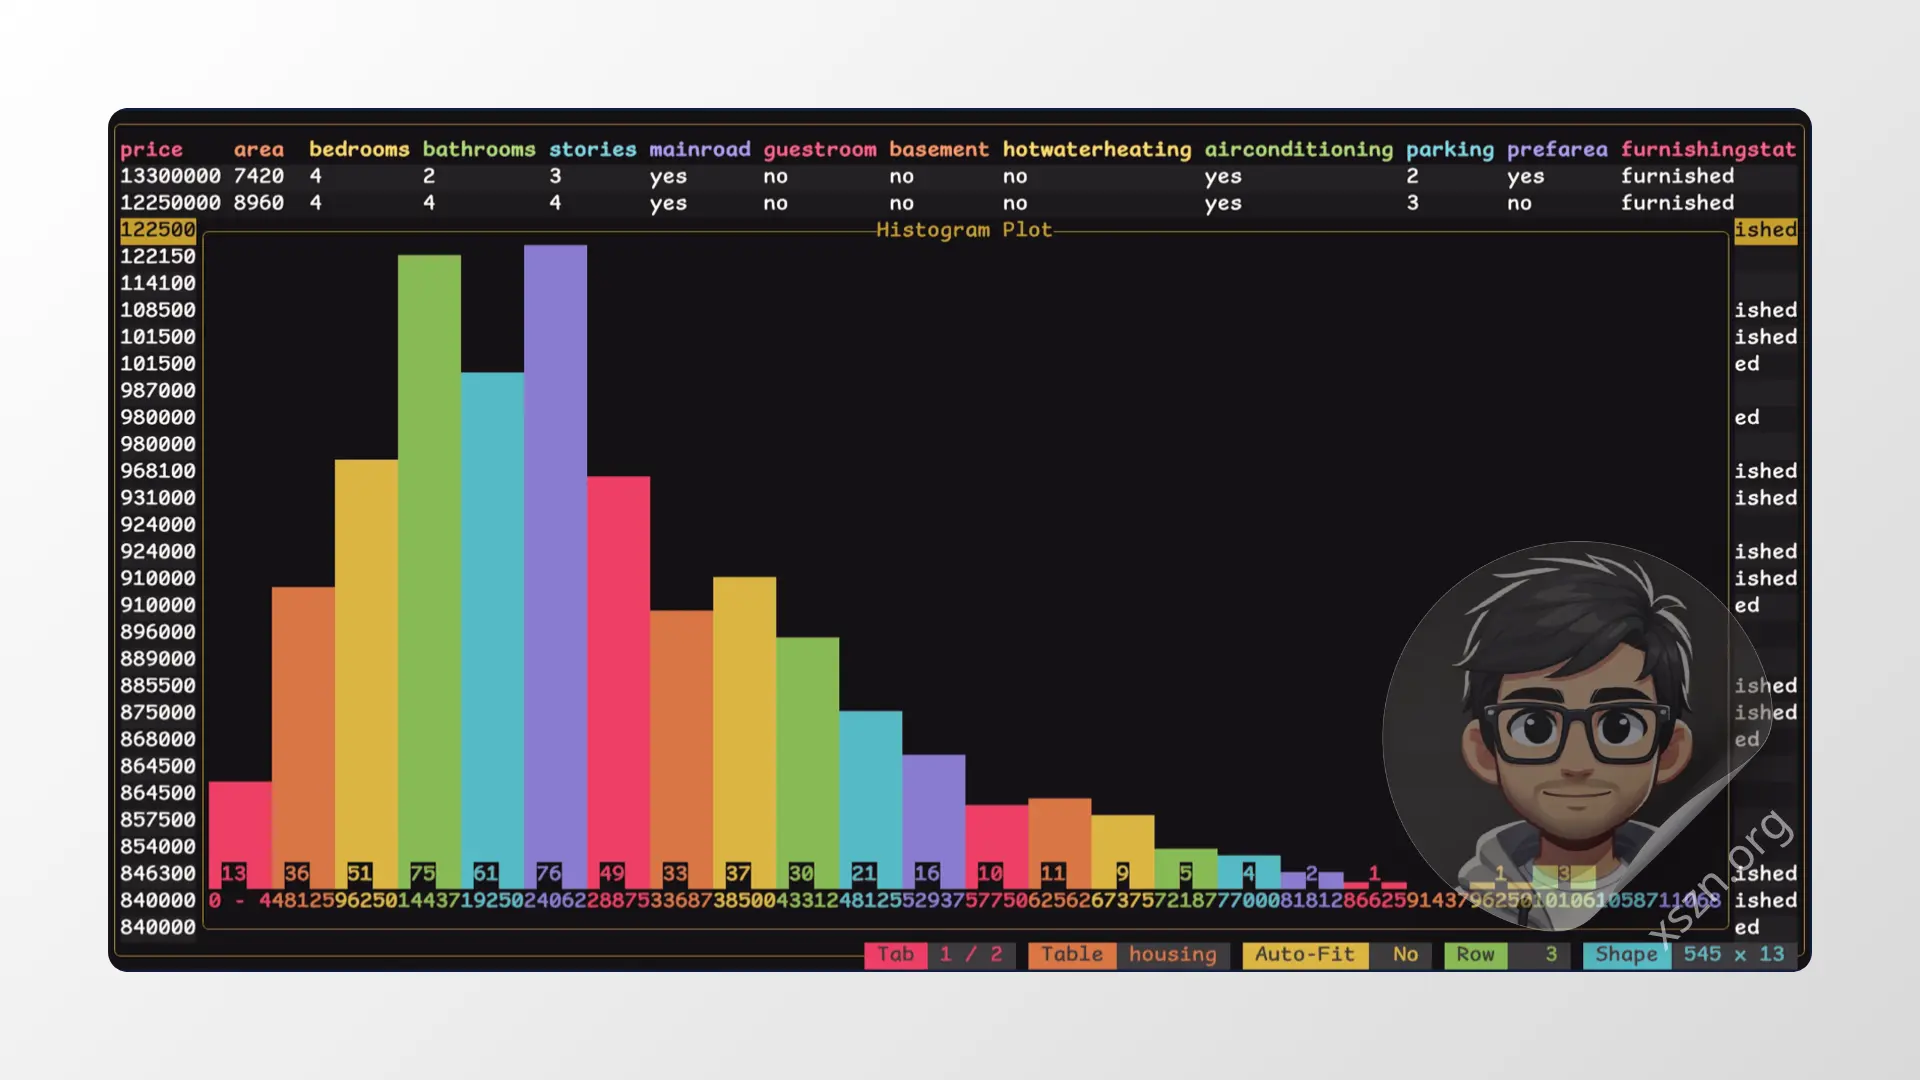 price area bedrooms bathrooms stories mainroad guestroom basement hotwaterheating airconditioning parking prefarea furnishingstat
13300000 7420 4 2 3 yes no no no yes 2 yes furnished
12250000 8960 4 4 4 yes no no no yes 3 no furnished
122500 Histogram Plot ished
122150
114100
108500 ished
101500 ished
101500 ed
987000
980000 ed
980000
968100 ished
931000 ished
924000
924000 ished
910000 ished
910000 ed
896000
889000
885500 ished
875000 ished
868000 ed
864500
864500
857500
854000
846300 13 36 51 75 61 76 49 33 37 30 21 16 10 11 9 5 4 2 1 1 3 ished
840000 0 - 44812596250144371925024062288753368738500433124812552937577506256267375721877700081812866259143796250101061058711068 ished
840000 ed
Tab 1 / 2 Table housing Auto-Fit No Row 3 Shape 545 x 13
xszn.org